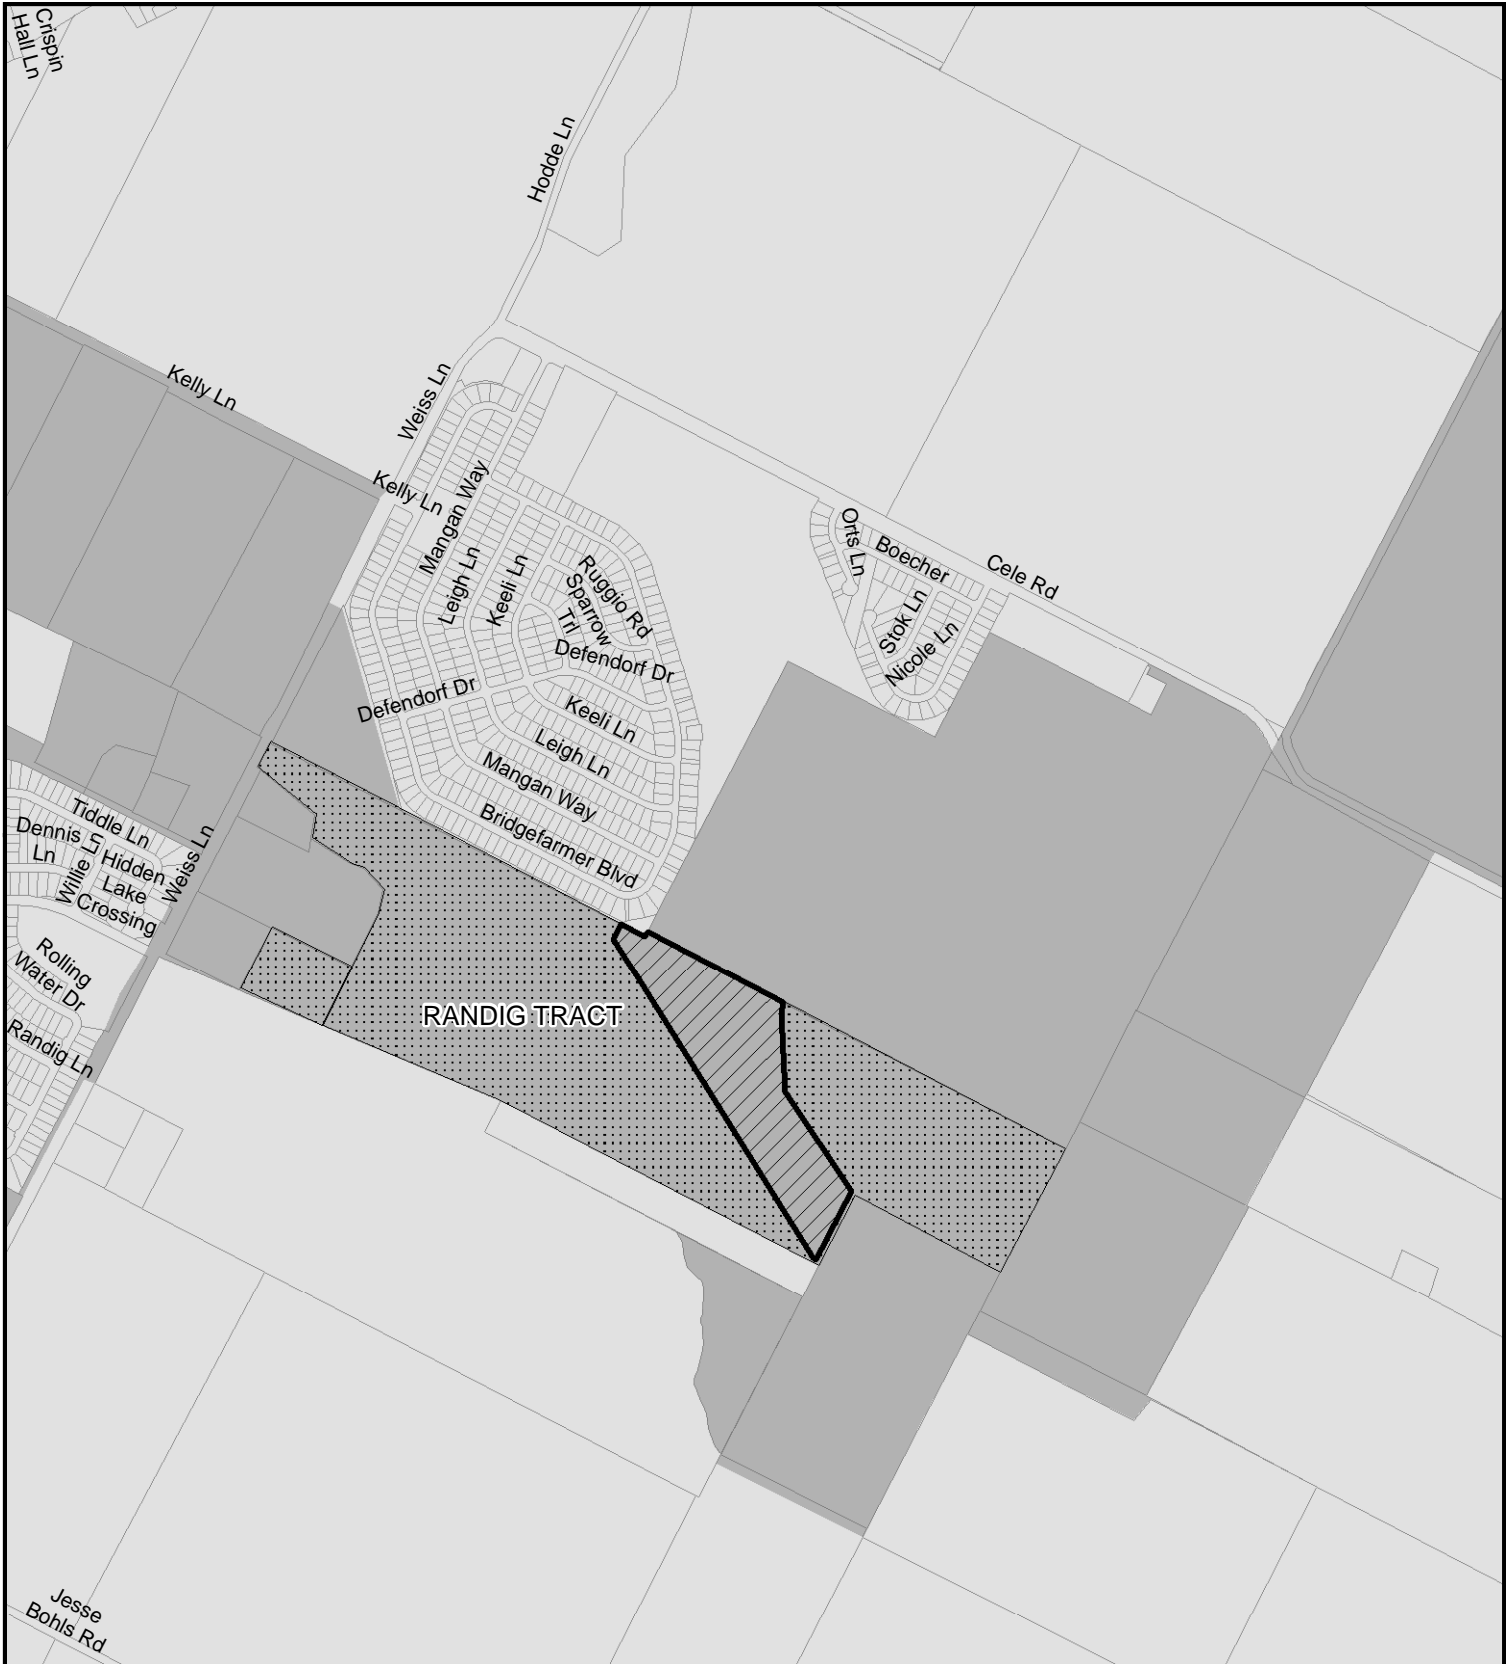 Crispin
Hall Ln
Hodde Ln
Kelly Ln
Weiss Ln
Kelly Ln
Mangan Way
Leigh Ln
Keeli Ln
Ruggio Rd
Sparrow
Trl
Defendorf Dr
Defendorf Dr
Keeli Ln
Leigh Ln
Mangan Way
Bridgefarmer Blvd
Orts Ln
Boecher
Cele Rd
Stok Ln
Nicole Ln
Tiddle Ln
Dennis
Ln
Willie Ln
Hidden
Lake
Crossing
Weiss Ln
Rolling
Water Dr
Randig Ln
RANDIG TRACT
Jesse
Bohls Rd